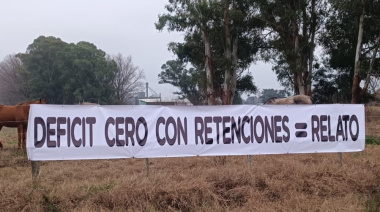 DEFICIT CERO CON RETENCIONES = RELATO